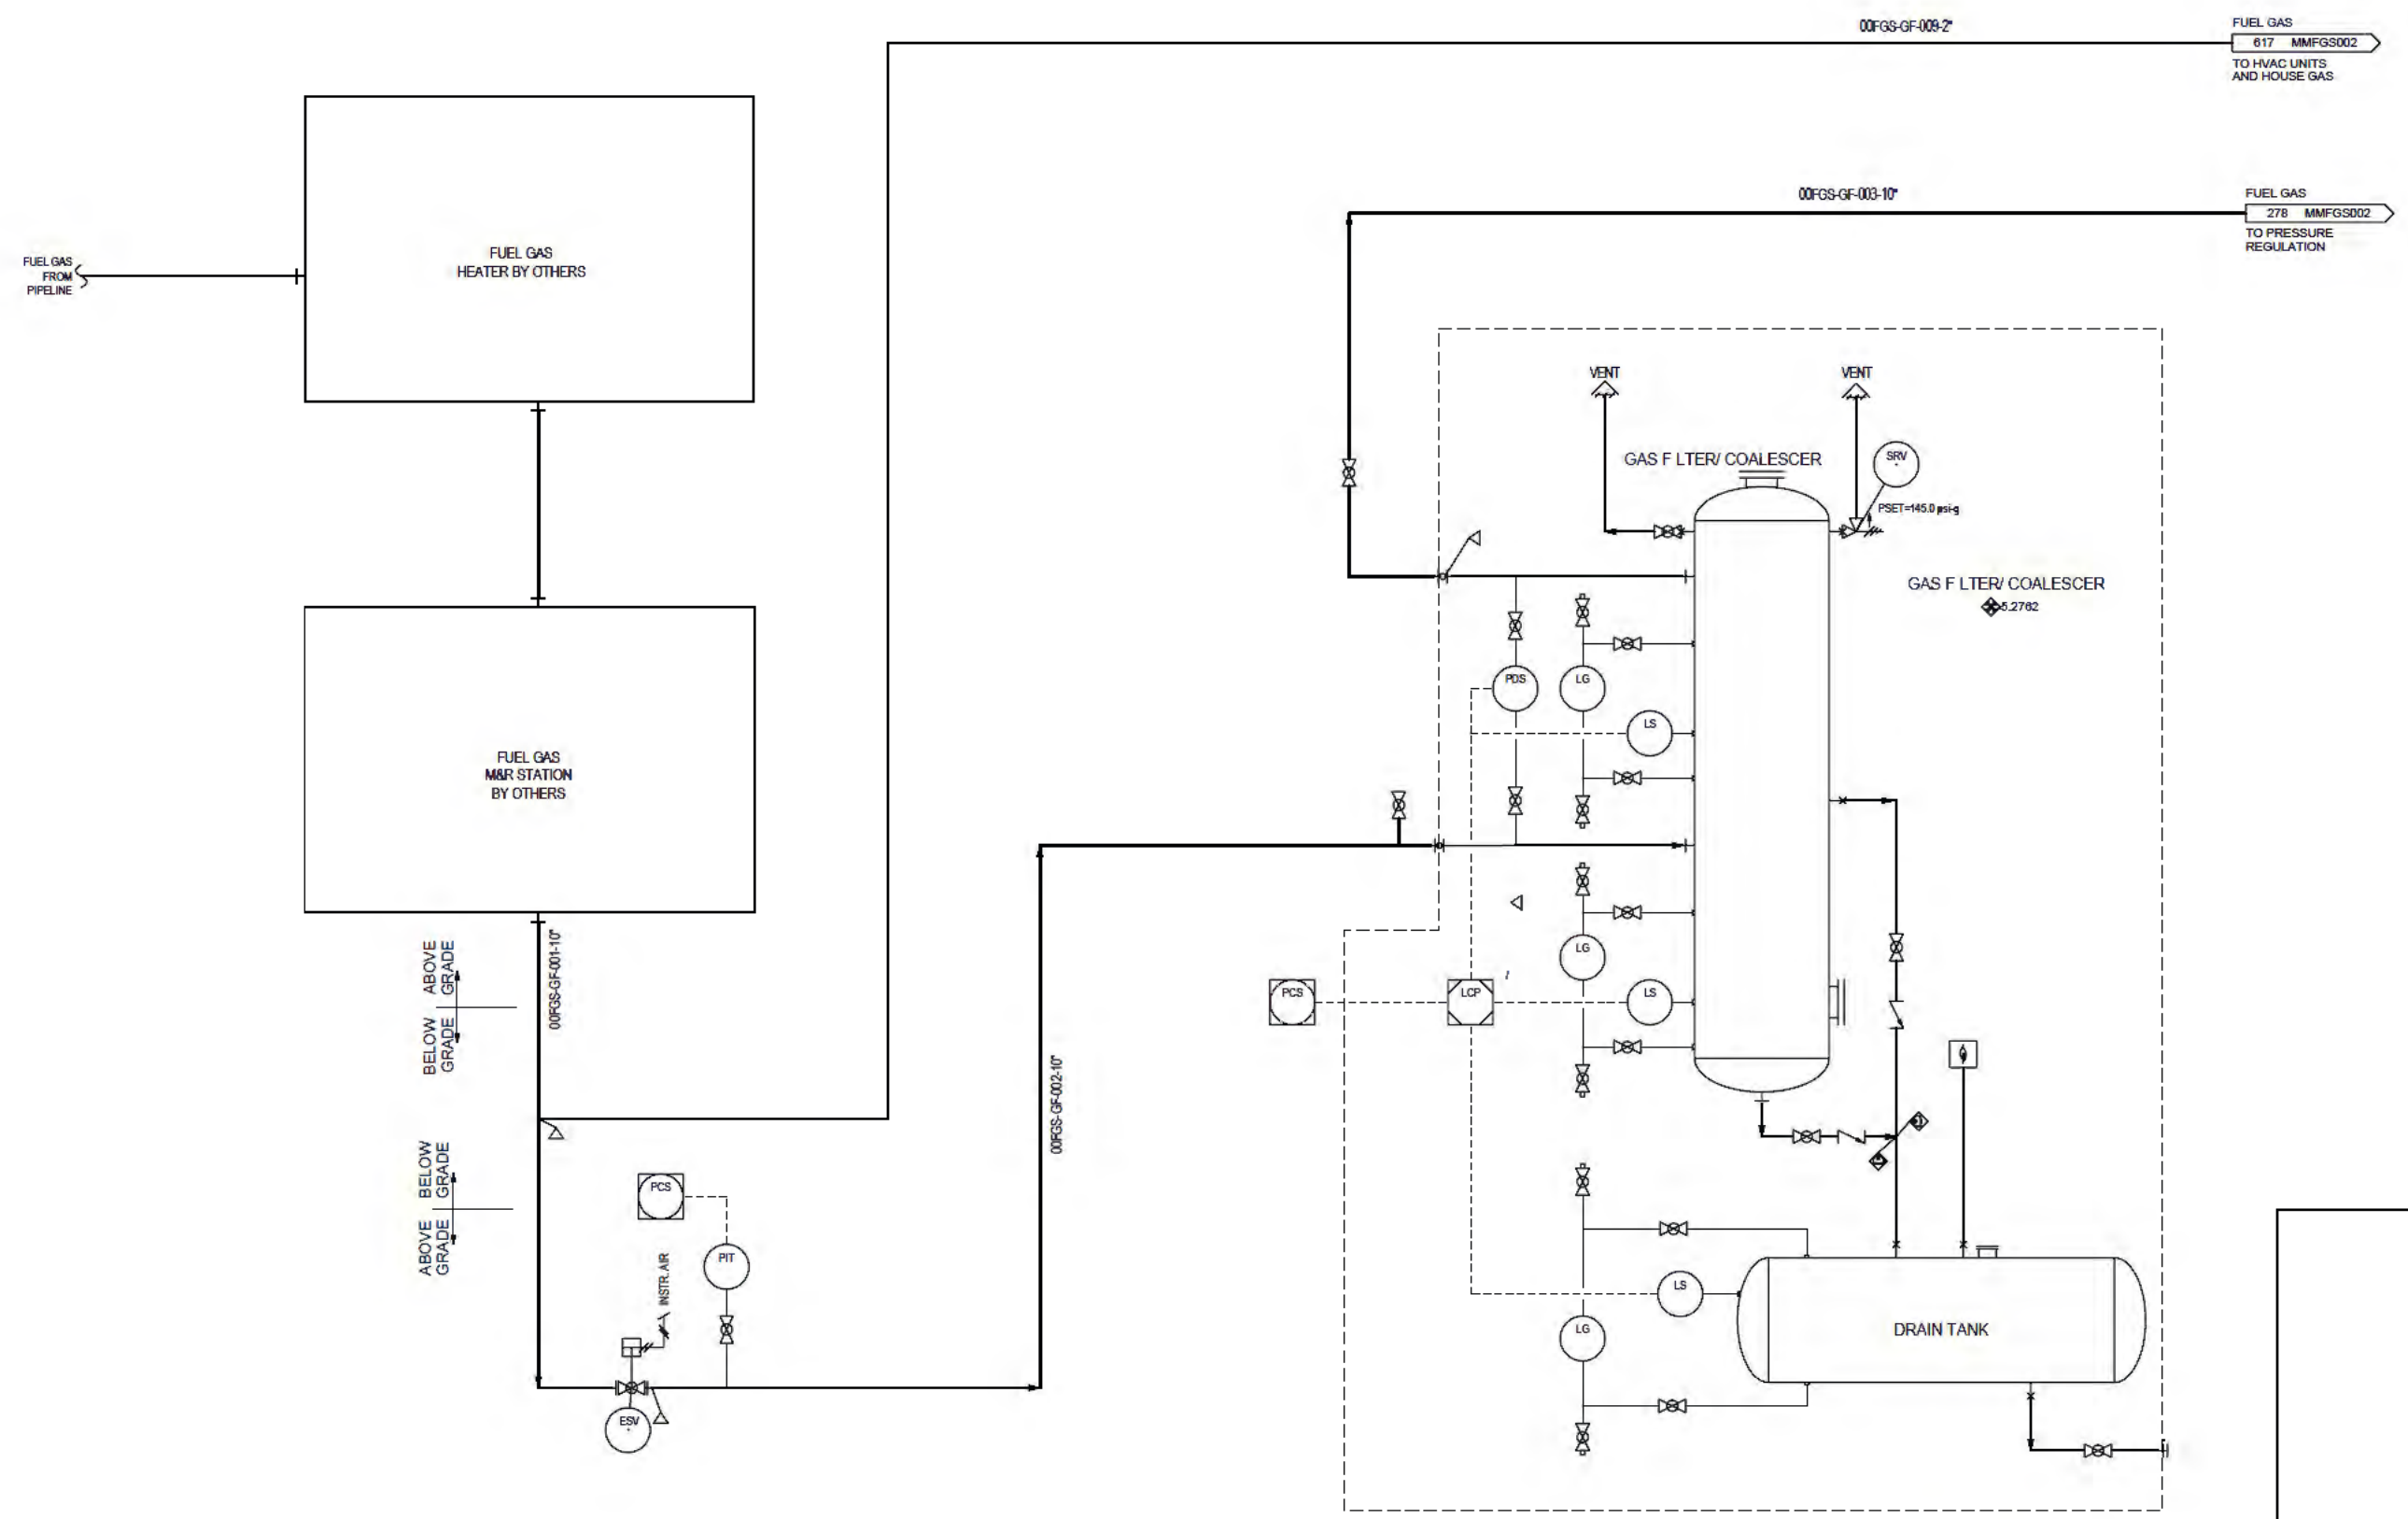 00FGS-GF-009-2"
FUEL GAS
617 MMFGS002
TO HVAC UNITS
AND HOUSE GAS
00FGS-GF-003-10"
FUEL GAS
278 MMFGS002
TO PRESSURE
REGULATION
FUEL GAS
FROM
PIPELINE
FUEL GAS
HEATER BY OTHERS
VENT
VENT
GAS F LTER/ COALESCER
SRV
PSET=145.0 psi-g
GAS F LTER/ COALESCER
5.2762
PDS
LG
LS
FUEL GAS
M&R STATION
BY OTHERS
ABOVE
GRADE
BELOW
GRADE
00FGS-GF-001-10"
LG
PCS
LCP
LS
00FGS-GF-002-10"
BELOW
GRADE
ABOVE
GRADE
PCS
PIT
INSTR. AIR
ESV
LS
LG
DRAIN TANK